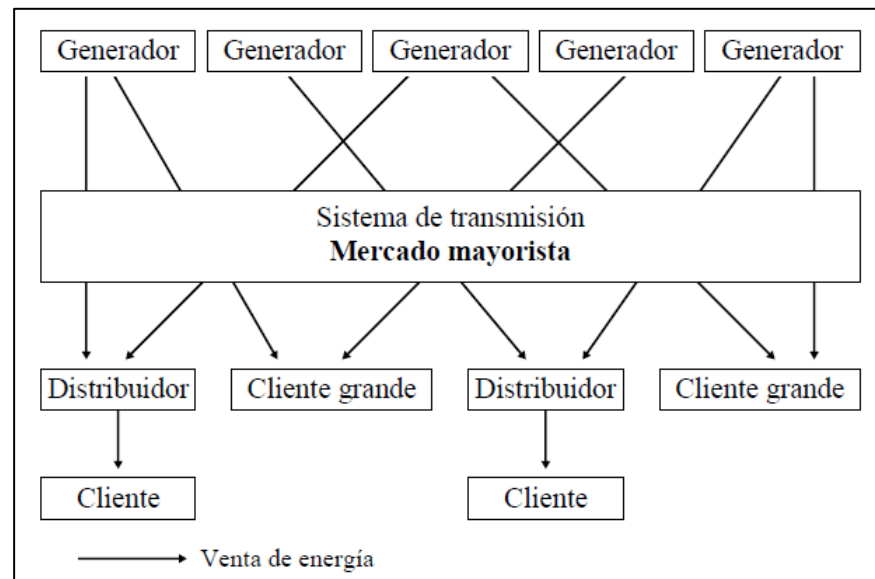 Generador Generador Generador Generador Generador
Sistema de transmisión
Mercado mayorista
Distribuidor Cliente grande Distribuidor Cliente grande
Cliente Cliente
Venta de energía